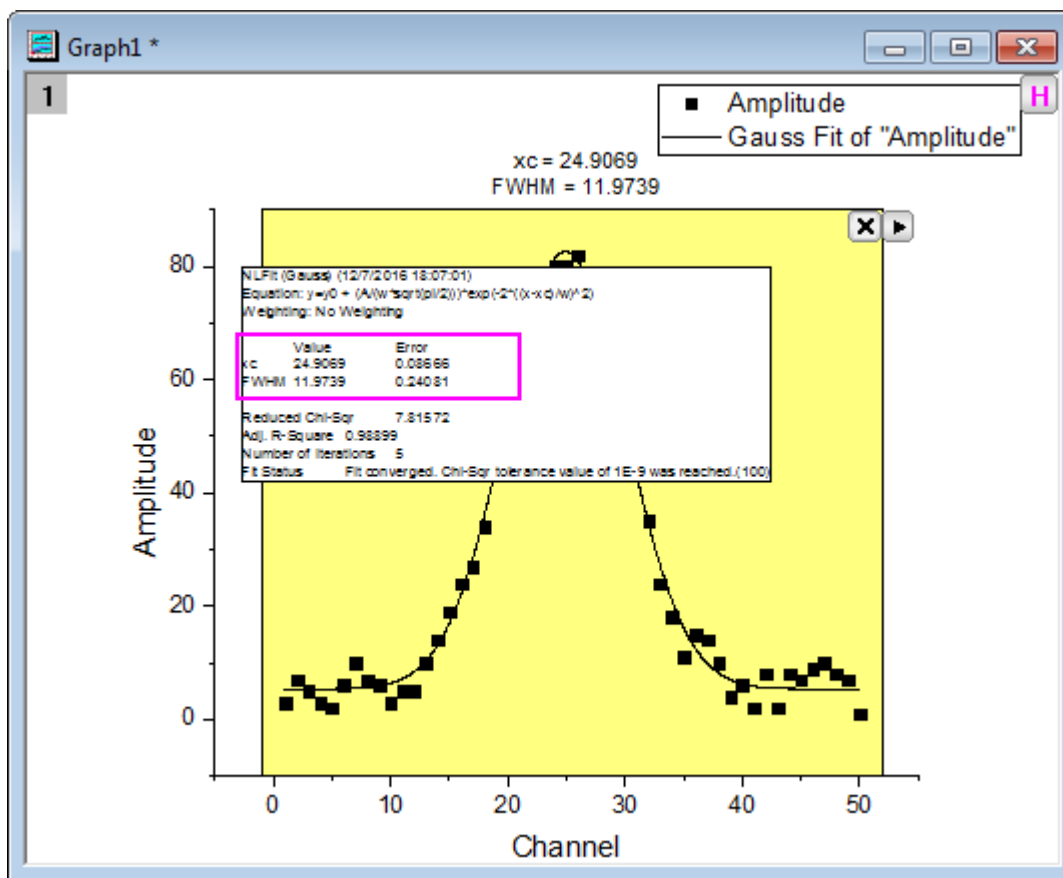 Graph1 *
1
H
Amplitude
Gauss Fit of "Amplitude"
xc = 24.9069
FWHM = 11.9739
NLFit (Gauss) (12/7/2016 18:07:01)
Equation: y=y0 + (A/(w*sqrt(pi/2)))*exp(-2*((x-xc)/w)^2)
Weighting: No Weighting
Value Error
xc 24.9069 0.08666
FWHM 11.9739 0.24081
Reduced Chi-Sqr 7.81572
Adj. R-Square 0.98899
Number of Iterations 5
Fit Status Fit converged. Chi-Sqr tolerance value of 1E-9 was reached.(100)
80
60
40
20
0
Amplitude
0 10 20 30 40 50
Channel